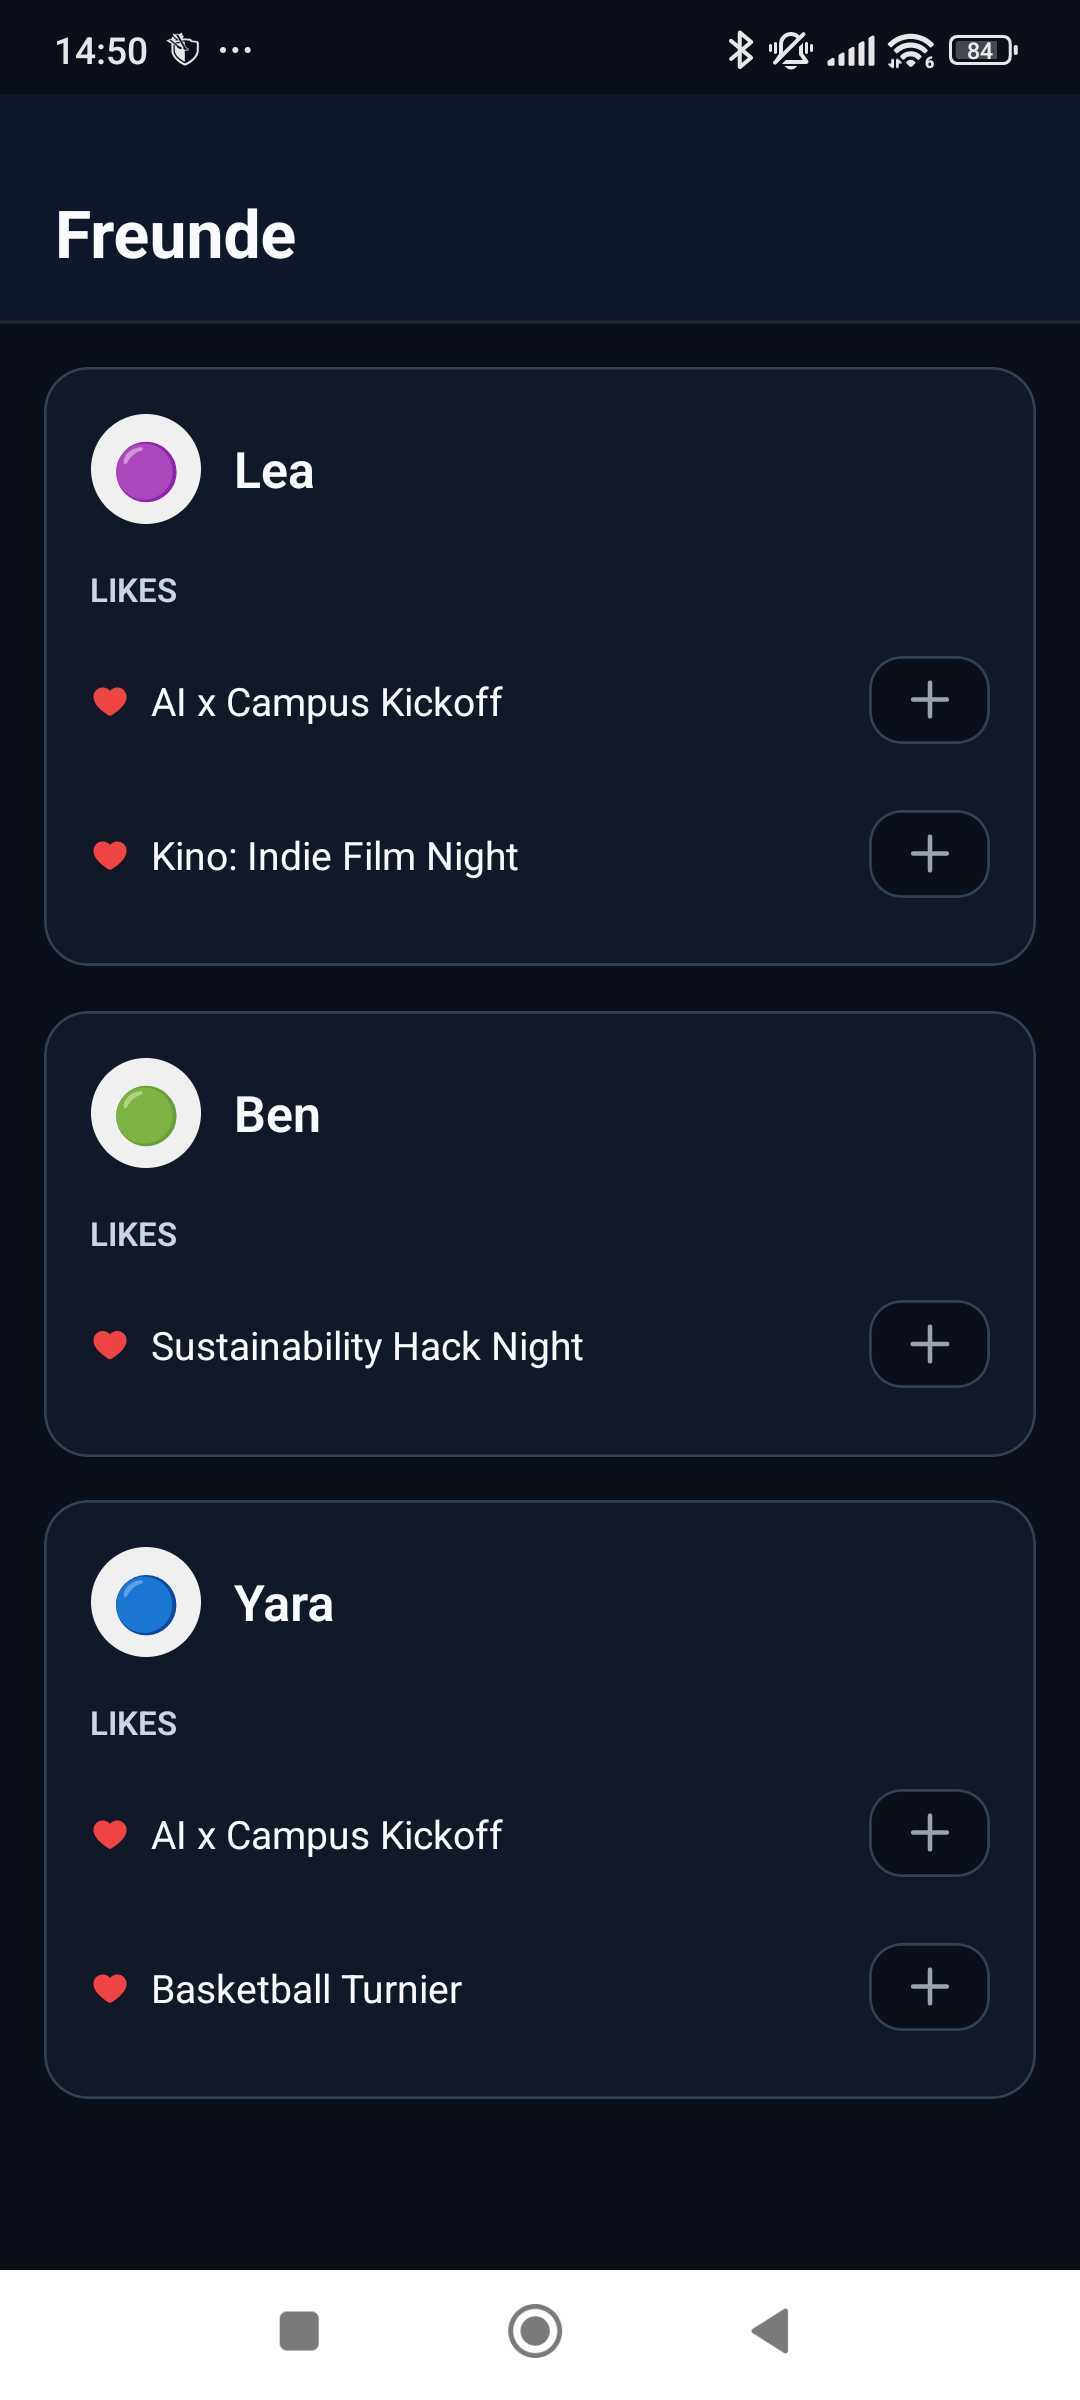 14:50
6
84
Freunde
Lea
LIKES
AI x Campus Kickoff
Kino: Indie Film Night
Ben
LIKES
Sustainability Hack Night
Yara
LIKES
AI x Campus Kickoff
Basketball Turnier